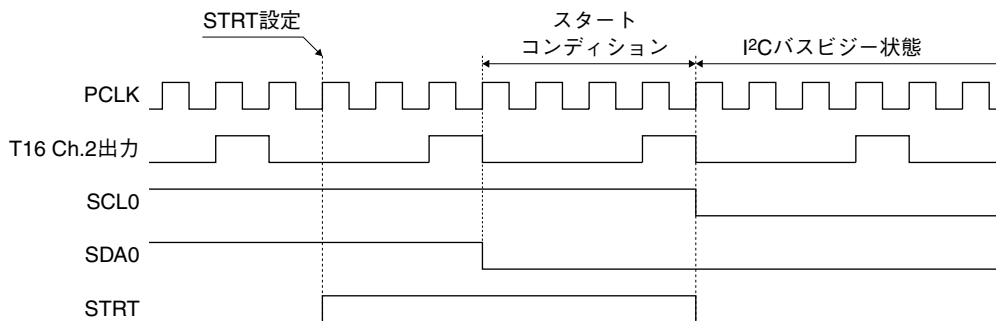 STRT設定
スタート
コンディション
I²Cバスビジー状態
PCLK
T16 Ch.2出力
SCL0
SDA0
STRT